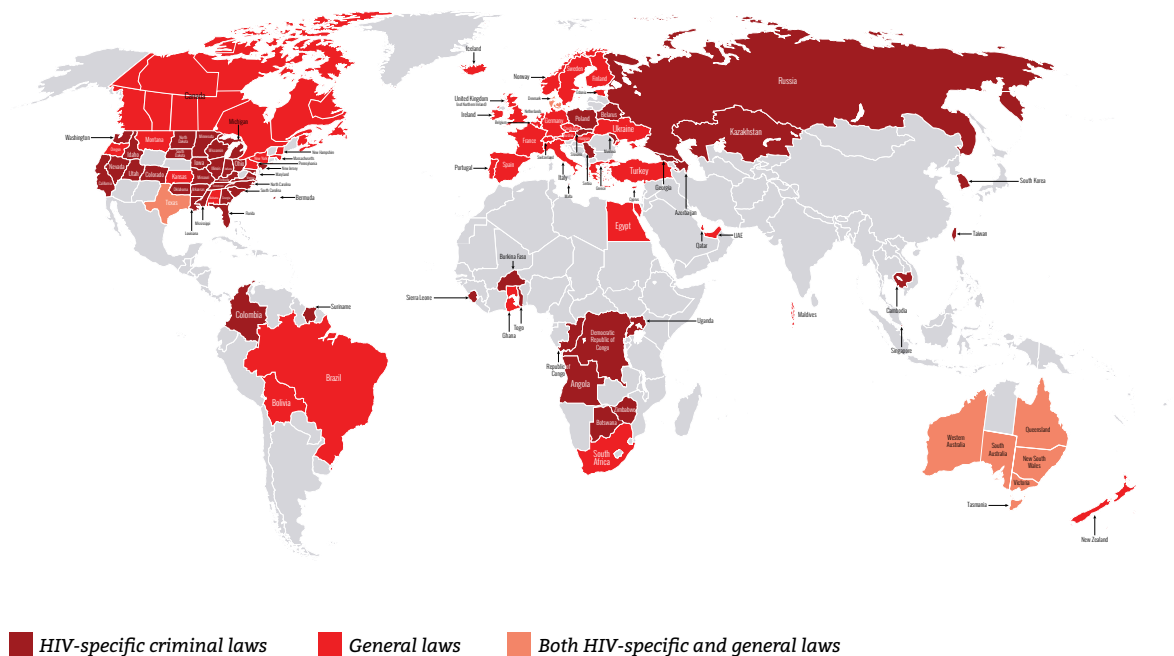 Iceland
Norway
Sweden
Finland
Russia
Canada
United Kingdom
Ireland
Germany
Poland
Belarus
Ukraine
Kazakhstan
France
Washington
Michigan
Montana
Idaho
Nevada
Utah
Colorado
Kansas
Iowa
Ohio
Oklahoma
California
Texas
New Hampshire
Massachusetts
Pennsylvania
New Jersey
Maryland
North Carolina
South Carolina
Bermuda
Florida
Mississippi
Louisiana
Portugal
Spain
Switzerland
Italy
Malta
Serbia
Greece
Cyprus
Turkey
Georgia
Azerbaijan
South Korea
Egypt
Qatar
UAE
Taiwan
Burkina Faso
Sierra Leone
Ghana
Togo
Maldives
Cambodia
Singapore
Colombia
Suriname
Uganda
Democratic
Republic of
Congo
Republic of
Congo
Brazil
Bolivia
Angola
Zimbabwe
Botswana
South
Africa
Western
Australia
South
Australia
Queensland
New South
Wales
Victoria
Tasmania
New Zealand
HIV-specific criminal laws
General laws
Both HIV-specific and general laws